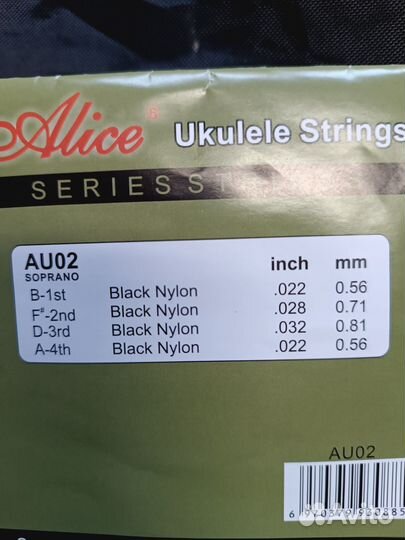 Alice® Ukulele Strings
SERIES
AU02 inch mm
SOPRANO
B-1st Black Nylon .022 0.56
F#-2nd Black Nylon .028 0.71
D-3rd Black Nylon .032 0.81
A-4th Black Nylon .022 0.56
AU02
Avito